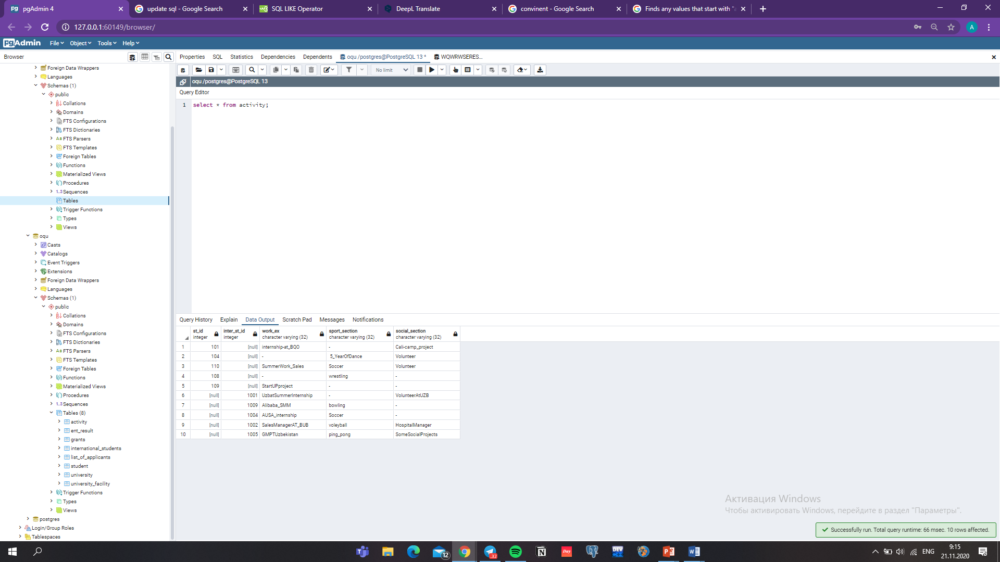 pgAdmin 4
update sql - Google Search
SQL LIKE Operator
DeepL Translate
convinent - Google Search
Finds any values that start with "a
127.0.0.1:60149/browser/
A
pgAdmin
File
Object
Tools
Help
Browser
Properties
SQL
Statistics
Dependencies
Dependents
oqu /postgres@PostgreSQL 13 *
WQWRWSERES...
No limit
oqu /postgres@PostgreSQL 13
Query Editor
1 select * from activity;
Foreign Data Wrappers
Languages
Schemas (1)
public
Collations
Domains
FTS Configurations
FTS Dictionaries
FTS Parsers
FTS Templates
Foreign Tables
Functions
Materialized Views
Procedures
Sequences
Tables
Trigger Functions
Types
Views
oqu
Casts
Catalogs
Event Triggers
Extensions
Foreign Data Wrappers
Languages
Schemas (1)
public
Collations
Domains
FTS Configurations
FTS Dictionaries
FTS Parsers
FTS Templates
Foreign Tables
Functions
Materialized Views
Procedures
Sequences
Tables (8)
activity
ent_result
grants
international_students
list_of_applicants
student
university
university_facility
Trigger Functions
Types
Views
postgres
Login/Group Roles
Tablespaces
Query History
Explain
Data Output
Scratch Pad
Messages
Notifications
st_id integer
inter_st_id integer
work_ex character varying (32)
sport_section character varying (32)
social_section character varying (32)
1 101 [null] internship-at_BQO - Cali-camp_project
2 104 [null] - 5_YearOfDance Volunteer
3 110 [null] SummerWork_Sales Soccer Volunteer
4 108 [null] - wrestling -
5 109 [null] StartUPproject - -
6 [null] 1001 UzbatSummerInternship - VolunteerAtUZB
7 [null] 1009 Alibaba_SMM bowling -
8 [null] 1004 AUSA_internship Soccer -
9 [null] 1002 SalesManagerAT_BUB voleyball HospitalManager
10 [null] 1005 GMPTUzbekistan ping_pong SomeSocialProjects
Активация Windows
Чтобы активировать Windows, перейдите в раздел "Параметры".
Successfully run. Total query runtime: 66 msec. 10 rows affected.
12
32
Day
DEV
ENG
9:15
21.11.2020